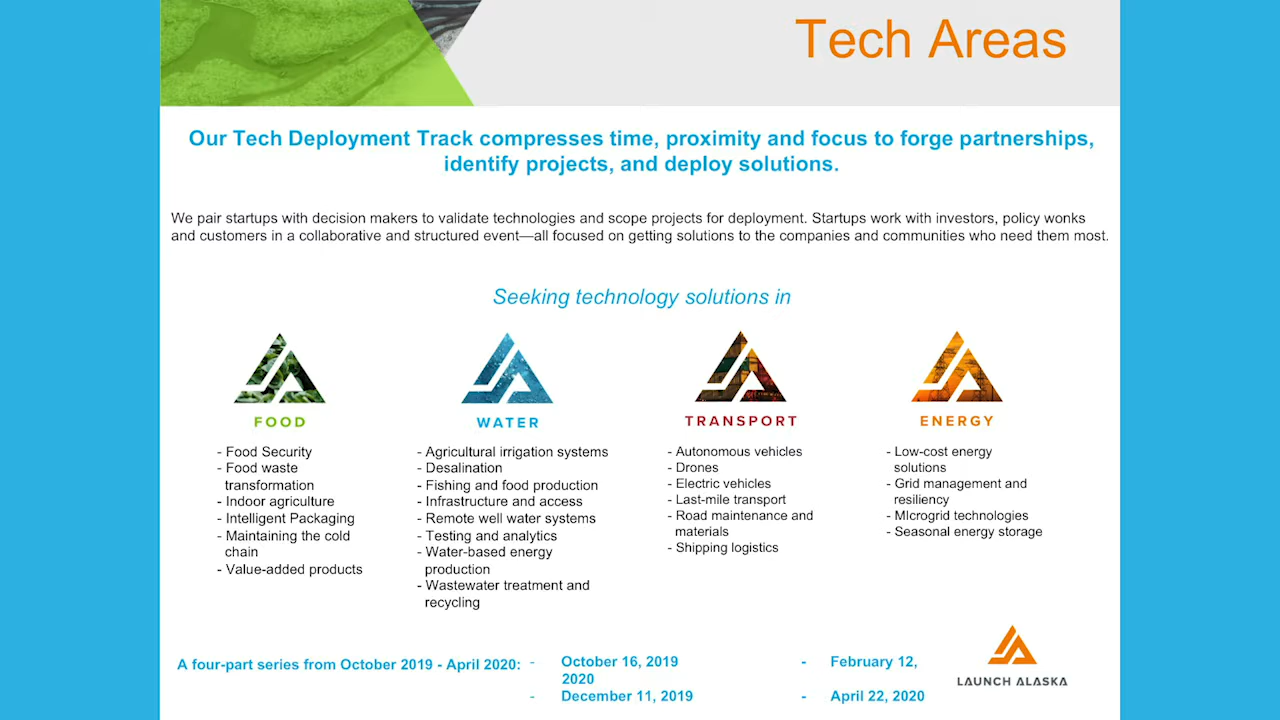 Tech Areas
Our Tech Deployment Track compresses time, proximity and focus to forge partnerships,
identify projects, and deploy solutions.
We pair startups with decision makers to validate technologies and scope projects for deployment. Startups work with investors, policy wonks
and customers in a collaborative and structured event—all focused on getting solutions to the companies and communities who need them most.
Seeking technology solutions in
FOOD
- Food Security
- Food waste
transformation
- Indoor agriculture
- Intelligent Packaging
- Maintaining the cold
chain
- Value-added products
WATER
- Agricultural irrigation systems
- Desalination
- Fishing and food production
- Infrastructure and access
- Remote well water systems
- Testing and analytics
- Water-based energy
production
- Wastewater treatment and
recycling
TRANSPORT
- Autonomous vehicles
- Drones
- Electric vehicles
- Last-mile transport
- Road maintenance and
materials
- Shipping logistics
ENERGY
- Low-cost energy
solutions
- Grid management and
resiliency
- MIcrogrid technologies
- Seasonal energy storage
A four-part series from October 2019 - April 2020:
- October 16, 2019 - February 12,
2020
- December 11, 2019 - April 22, 2020
LAUNCH ALASKA